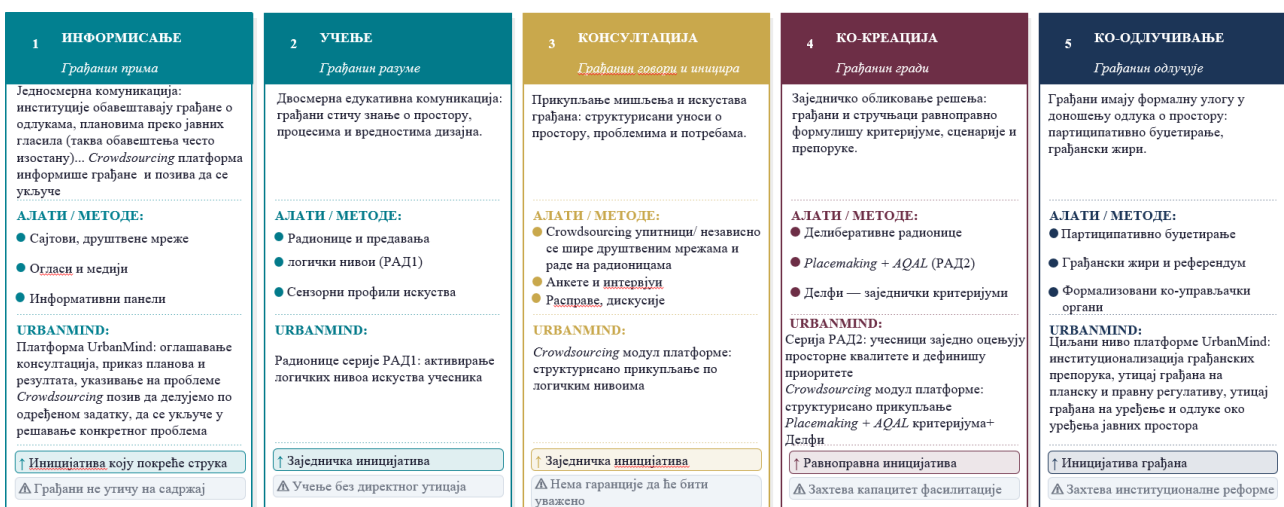 1 ИНФОРМИСАЊЕ
Грађанин прима
Једносмерна комуникација:
институције обавештавају грађане о
одлукама, плановима преко јавних
гласила (таква обавештења често
изостану)... Crowdsourcing платформа
информише грађане и позива да се
укључе
АЛАТИ / МЕТОДЕ:
Сајтови, друштвене мреже
Огласи и медији
Информативни панели
URBANMIND:
Платформа UrbanMind: оглашавање
консултација, приказ планова и
резултата, указивање на проблеме
Crowdsourcing позив да делујемо по
одређеном задатку, да се укључе у
решавање конкретног проблема
↑ Иницијатива коју покреће струка
⚠ Грађани не утичу на садржај
2 УЧЕЊЕ
Грађанин разуме
Двосмерна едукативна комуникација:
грађани стичу знање о простору,
процесима и вредностима дизајна.
АЛАТИ / МЕТОДЕ:
Радионице и предавања
логички нивои (РАД1)
Сензорни профили искуства
URBANMIND:
Радионице серије РАД1: активирање
логичких нивоа искуства учесника
↑ Заједничка иницијатива
⚠ Учење без директног утицаја
3 КОНСУЛТАЦИЈА
Грађанин говори и иницира
Прикупљање мишљења и искустава
грађана: структурисани уноси о
простору, проблемима и потребама.
АЛАТИ / МЕТОДЕ:
Crowdsourcing упитници/ независно
се шире друштвеним мрежама и
раде на радионицама
Анкете и интервјуи
Расправе, дискусије
URBANMIND:
Crowdsourcing модул платформе:
структурисано прикупљање по
логичким нивоима
↑ Заједничка иницијатива
⚠ Нема гаранције да ће бити
уважено
4 КО-КРЕАЦИЈА
Грађанин гради
Заједничко обликовање решења:
грађани и стручњаци равноправно
формулишу критеријуме, сценарије и
препоруке.
АЛАТИ / МЕТОДЕ:
Делиберативне радионице
Placemaking + AQAL (РАД2)
Делфи — заједнички критеријуми
URBANMIND:
Серија РАД2: учесници заједно оцењују
просторне квалитете и дефинишу
приоритете
Crowdsourcing модул платформе:
структурисано прикупљање
Placemaking + AQAL критеријума+
Делфи
↑ Равноправна иницијатива
⚠ Захтева капацитет фасилитације
5 КО-ОДЛУЧИВАЊЕ
Грађанин одлучује
Грађани имају формалну улогу у
доношењу одлука о простору:
партиципативно буџетирање,
грађански жири.
АЛАТИ / МЕТОДЕ:
Партиципативно буџетирање
Грађански жири и референдум
Формализовани ко-управљачки
органи
URBANMIND:
Циљани ниво платформе UrbanMind:
институционализација грађанских
препорука, утицај грађана на
планску и правну регулативу, утицај
грађана на уређење и одлуке око
уређења јавних простора
↑ Иницијатива грађана
⚠ Захтева институционалне реформе